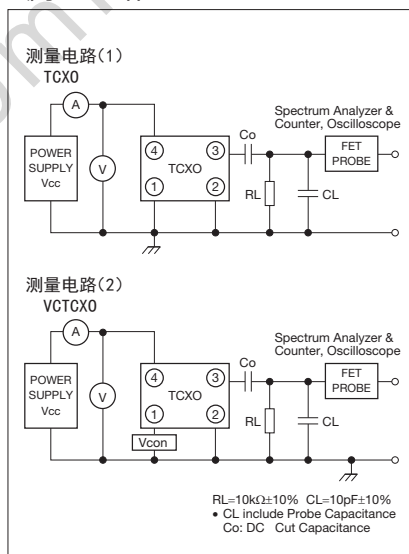 测量电路(1)
TCXO
A
Spectrum Analyzer &
Counter, Oscilloscope
Co
POWER
SUPPLY
Vcc
V
4
3
TCXO
1
2
RL
CL
FET
PROBE
测量电路(2)
VCTCXO
A
Spectrum Analyzer &
Counter, Oscilloscope
Co
POWER
SUPPLY
Vcc
V
4
3
TCXO
1
2
Vcon
RL
CL
FET
PROBE
RL=10kΩ±10% CL=10pF±10%
• CL include Probe Capacitance
Co: DC Cut Capacitance